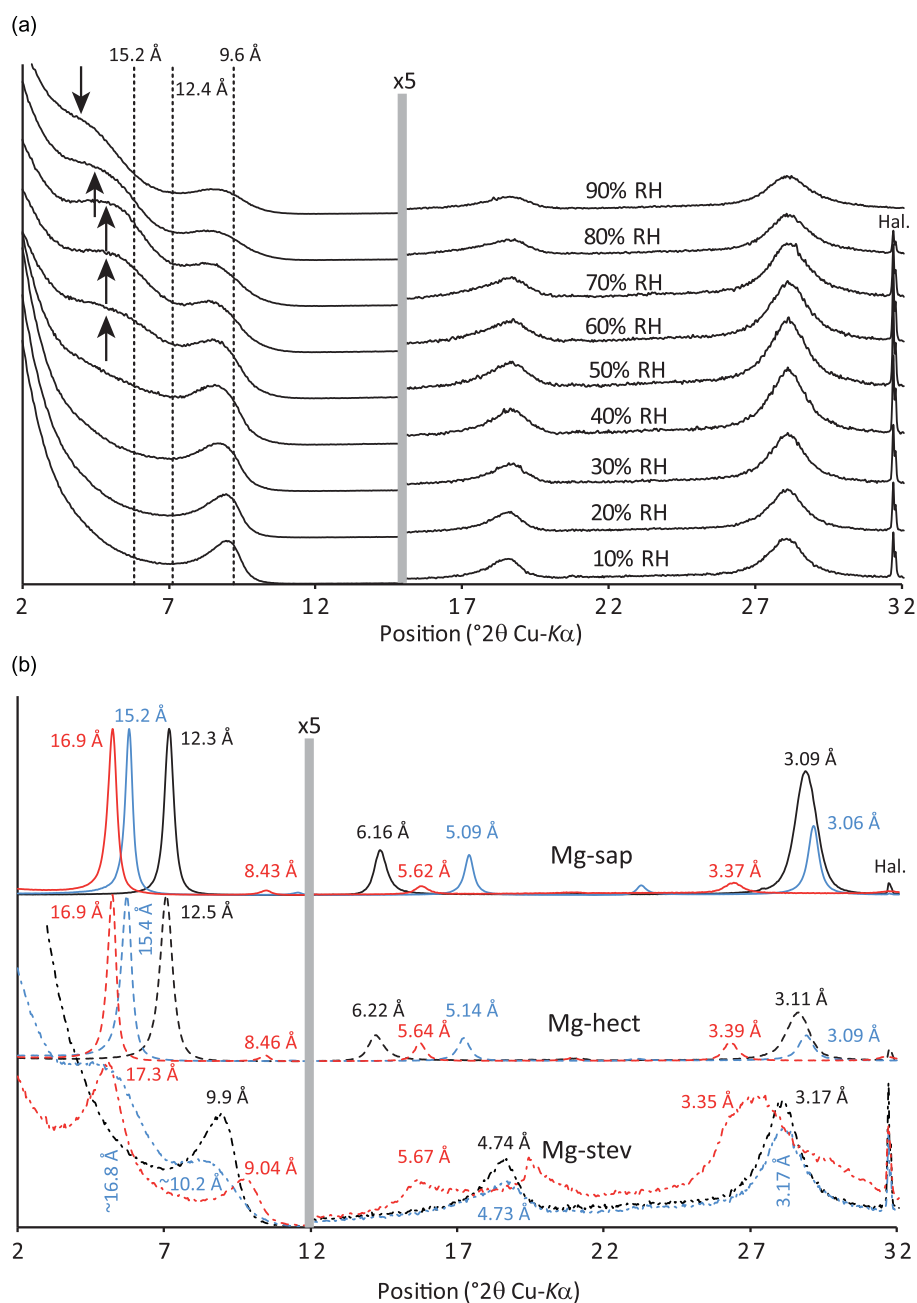 (a)
15.2 Å
9.6 Å
12.4 Å
x5
90% RH
80% RH
Hal.
70% RH
60% RH
50% RH
40% RH
30% RH
20% RH
10% RH
2 7 12 17 22 27 32
Position (°2θ Cu-Kα)
(b)
x5
15.2 Å
16.9 Å
12.3 Å
3.09 Å
6.16 Å
5.09 Å
3.06 Å
Mg-sap
8.43 Å
5.62 Å
3.37 Å
Hal.
16.9 Å
15.4 Å
12.5 Å
6.22 Å
5.64 Å
5.14 Å
Mg-hect
3.11 Å
3.09 Å
8.46 Å
3.39 Å
17.3 Å
9.9 Å
3.35 Å
3.17 Å
4.74 Å
Mg-stev
5.67 Å
9.04 Å
~16.8 Å
~10.2 Å
4.73 Å
3.17 Å
2 7 12 17 22 27 32
Position (°2θ Cu-Kα)